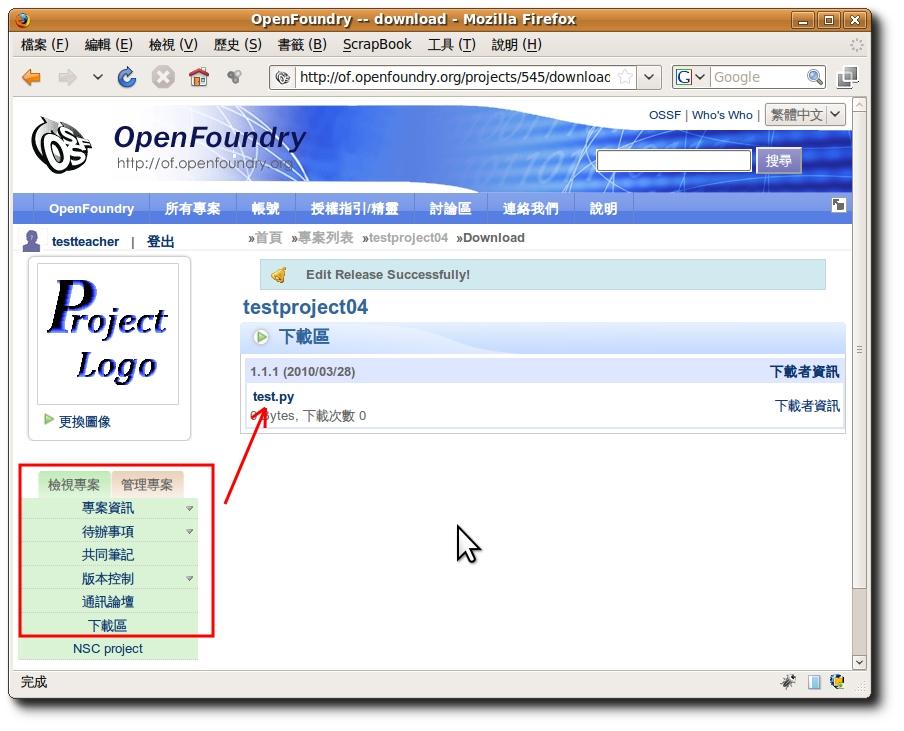 OpenFoundry -- download - Mozilla Firefox
檔案 (F) 編輯 (E) 檢視 (V) 歷史 (S) 書籤 (B) ScrapBook 工具 (T) 說明 (H)
http://of.openfoundry.org/projects/545/download
G Google
OSSF | Who's Who | 繁體中文
OpenFoundry
http://of.openfoundry.org
搜尋
OpenFoundry 所有專案 帳號 授權指引/精靈 討論區 連絡我們 說明
testteacher | 登出
»首頁 »專案列表 »testproject04 »Download
Edit Release Successfully!
Project
Logo
更換圖像
testproject04
下載區
1.1.1 (2010/03/28) 下載者資訊
test.py
0 Bytes, 下載次數 0
下載者資訊
檢視專案 管理專案
專案資訊
待辦事項
共同筆記
版本控制
通訊論壇
下載區
NSC project
完成